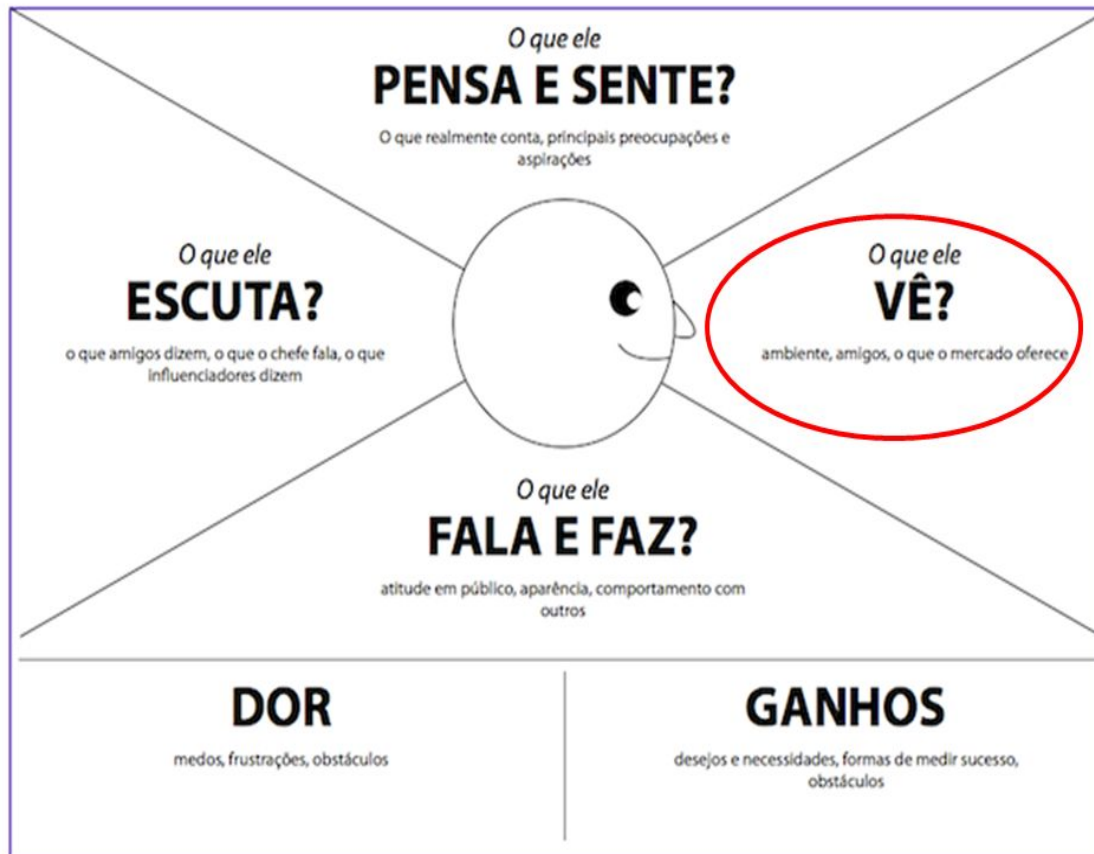 O que ele
PENSA E SENTE?
O que realmente conta, principais preocupações e
aspirações
O que ele
ESCUTA?
o que amigos dizem, o que o chefe fala, o que
influenciadores dizem
O que ele
VÊ?
ambiente, amigos, o que o mercado oferece
O que ele
FALA E FAZ?
atitude em público, aparência, comportamento com
outros
DOR
medos, frustrações, obstáculos
GANHOS
desejos e necessidades, formas de medir sucesso,
obstáculos